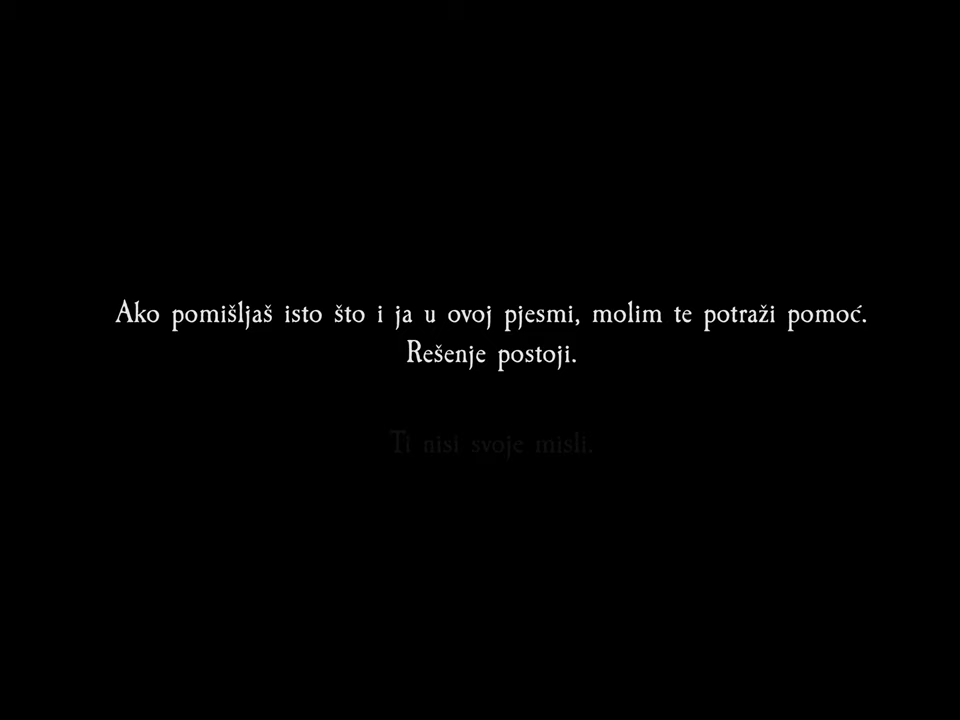 Ako pomišljaš isto što i ja u ovoj pjesmi, molim te potraži pomoć.
Rešenje postoji.
Ti nisi svoje misli.